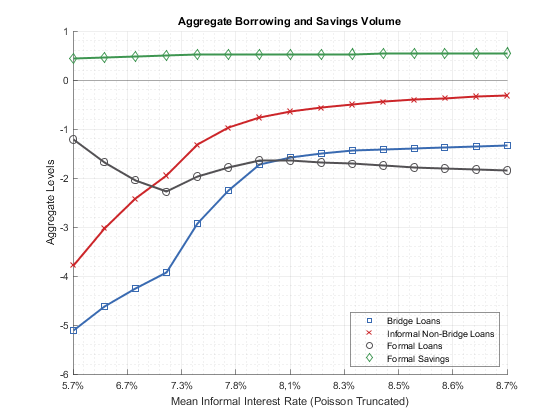 Aggregate Borrowing and Savings Volume
1
0
-1
-2
-3
-4
-5
-6
Aggregate Levels
Bridge Loans
Informal Non-Bridge Loans
Formal Loans
Formal Savings
5.7% 6.7% 7.3% 7.8% 8,1% 8.3% 8.5% 8.6% 8.7%
Mean Informal Interest Rate (Poisson Truncated)